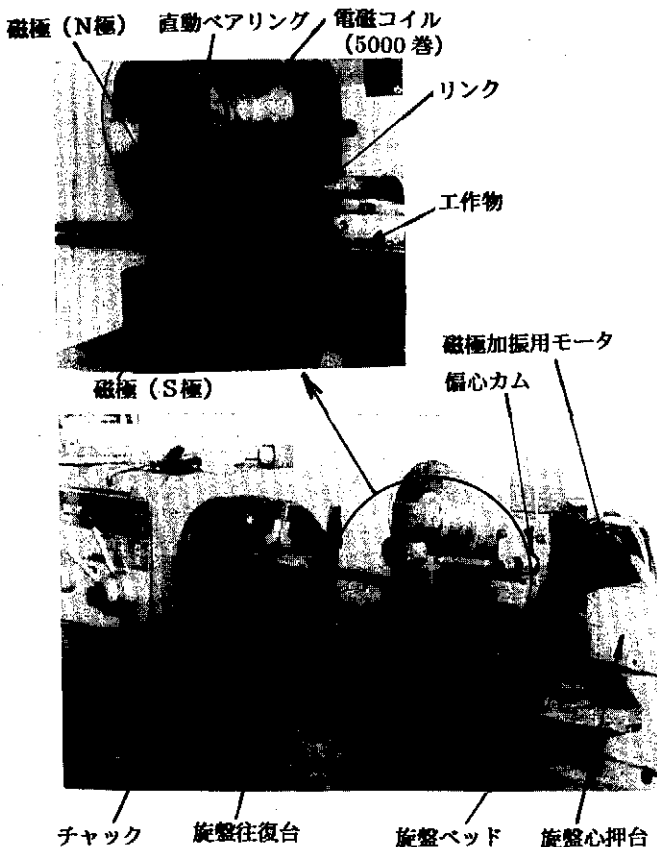 磁極（N極）
直動ベアリング
電磁コイル
（5000巻）
リンク
工作物
磁極（S極）
磁極加振用モータ
偏心カム
チャック
旋盤往復台
旋盤ベッド
旋盤心押台